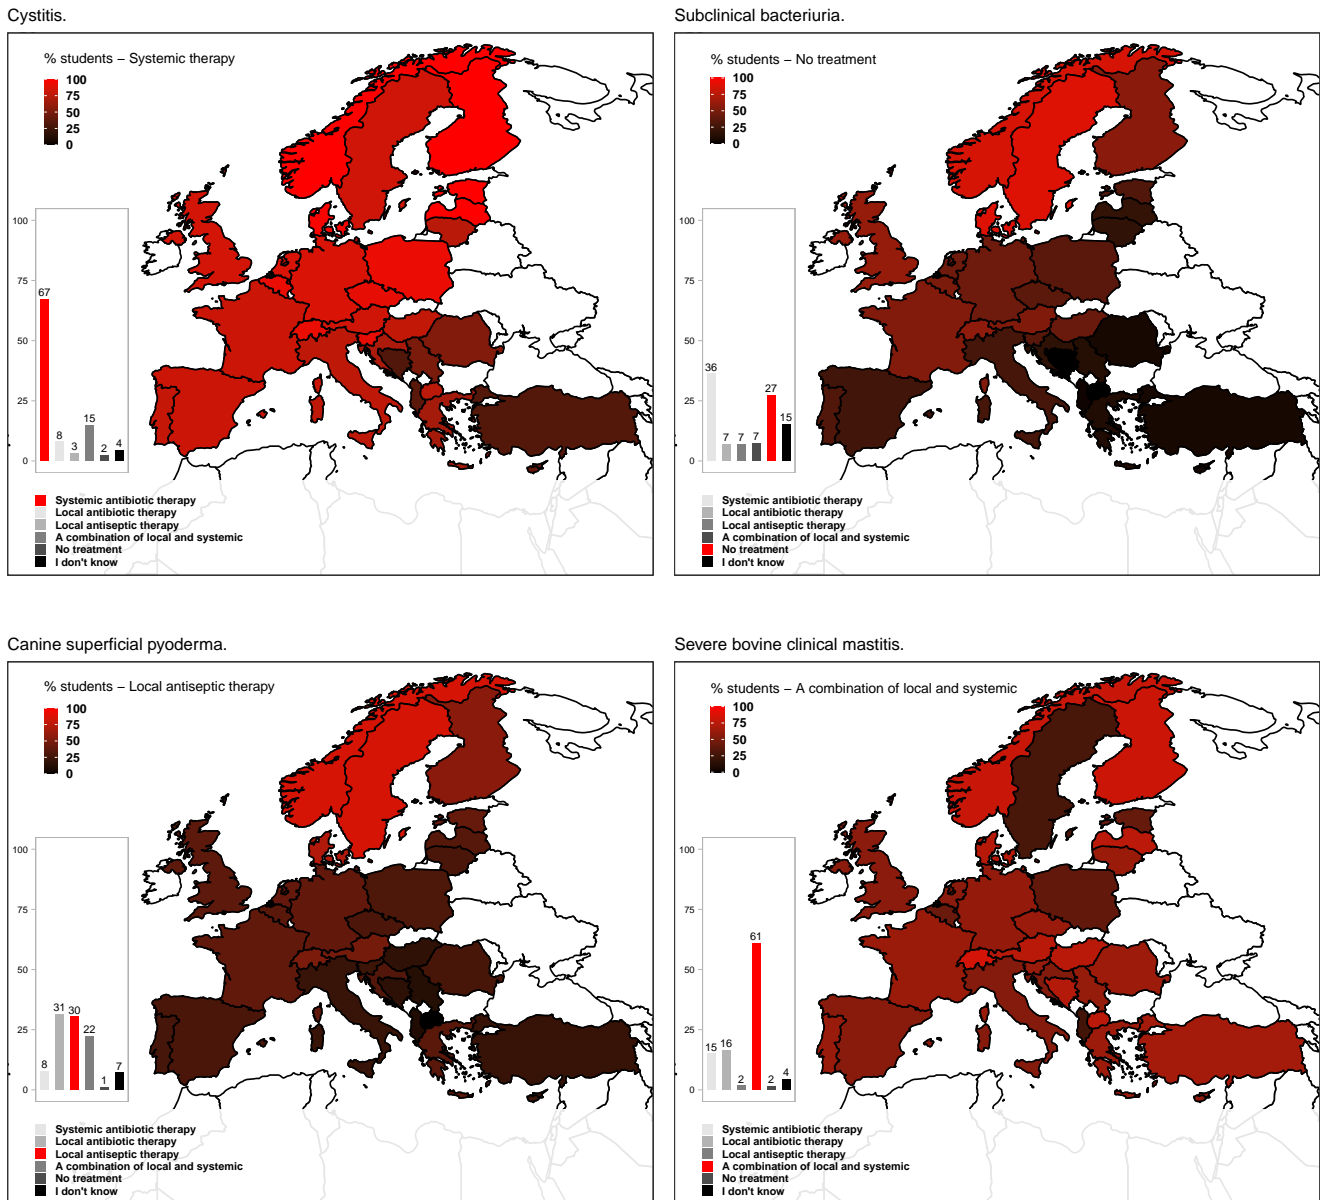 Cystitis.
% students − Systemic therapy
100
75
50
25
0
100
75
50
25
0
67
8
3
15
2
4
Systemic antibiotic therapy
Local antibiotic therapy
Local antiseptic therapy
A combination of local and systemic
No treatment
I don't know
Subclinical bacteriuria.
% students − No treatment
100
75
50
25
0
100
75
50
25
0
36
7
7
7
27
15
Systemic antibiotic therapy
Local antibiotic therapy
Local antiseptic therapy
A combination of local and systemic
No treatment
I don't know
Canine superficial pyoderma.
% students − Local antiseptic therapy
100
75
50
25
0
100
75
50
25
0
8
31
30
22
1
7
Systemic antibiotic therapy
Local antibiotic therapy
Local antiseptic therapy
A combination of local and systemic
No treatment
I don't know
Severe bovine clinical mastitis.
% students − A combination of local and systemic
100
75
50
25
0
100
75
50
25
0
15
16
2
61
2
4
Systemic antibiotic therapy
Local antibiotic therapy
Local antiseptic therapy
A combination of local and systemic
No treatment
I don't know